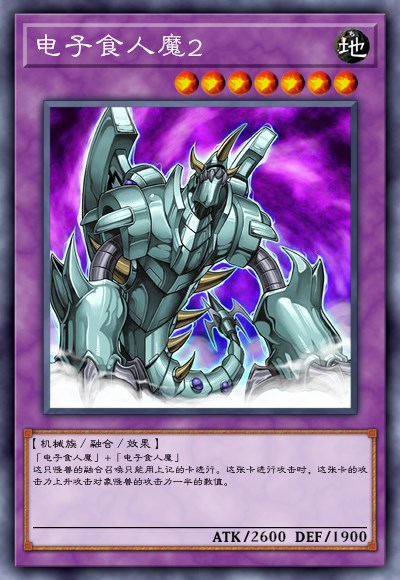 电子食人魔2
地
【机械族／融合／效果】
「电子食人魔」+「电子食人魔」
这只怪兽的融合召唤只能用上记的卡进行。这张卡进行攻击时，这张卡的攻
击力上升攻击对象怪兽的攻击力一半的数值。
ATK/2600 DEF/1900